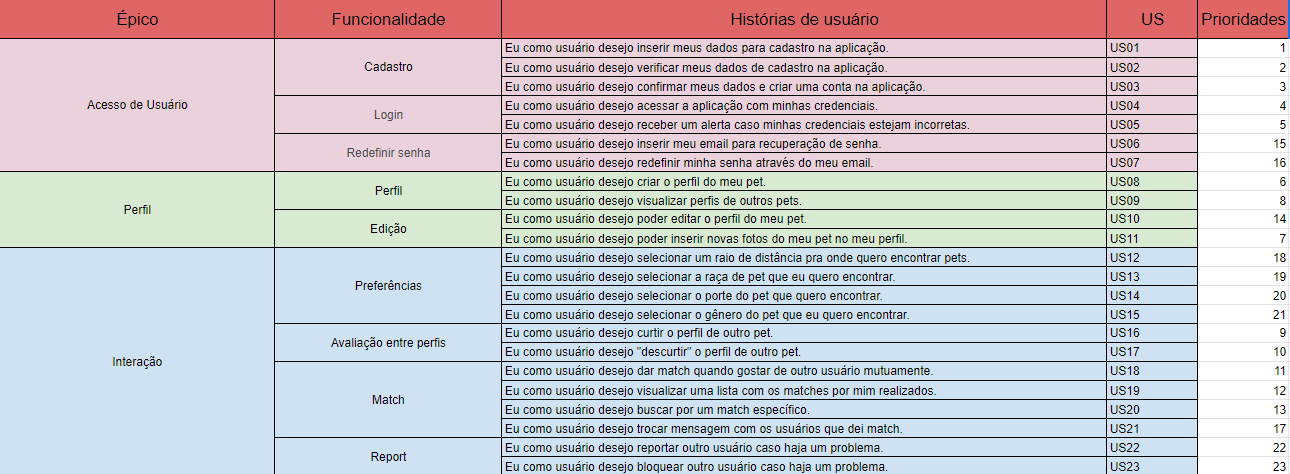 Épico Funcionalidade Histórias de usuário US Prioridades
Acesso de Usuário
Cadastro
Eu como usuário desejo inserir meus dados para cadastro na aplicação. US01 1
Eu como usuário desejo verificar meus dados de cadastro na aplicação. US02 2
Eu como usuário desejo confirmar meus dados e criar uma conta na aplicação. US03 3
Login
Eu como usuário desejo acessar a aplicação com minhas credenciais. US04 4
Eu como usuário desejo receber um alerta caso minhas credenciais estejam incorretas. US05 5
Redefinir senha
Eu como usuário desejo inserir meu email para recuperação de senha. US06 15
Eu como usuário desejo redefinir minha senha através do meu email. US07 16
Perfil
Perfil
Eu como usuário desejo criar o perfil do meu pet. US08 6
Eu como usuário desejo visualizar perfis de outros pets. US09 8
Edição
Eu como usuário desejo poder editar o perfil do meu pet. US10 14
Eu como usuário desejo poder inserir novas fotos do meu pet no meu perfil. US11 7
Interação
Preferências
Eu como usuário desejo selecionar um raio de distância pra onde quero encontrar pets. US12 18
Eu como usuário desejo selecionar a raça de pet que eu quero encontrar. US13 19
Eu como usuário desejo selecionar o porte do pet que quero encontrar. US14 20
Eu como usuário desejo selecionar o gênero do pet que eu quero encontrar. US15 21
Avaliação entre perfis
Eu como usuário desejo curtir o perfil de outro pet. US16 9
Eu como usuário desejo "descurtir" o perfil de outro pet. US17 10
Match
Eu como usuário desejo dar match quando gostar de outro usuário mutuamente. US18 11
Eu como usuário desejo visualizar uma lista com os matches por mim realizados. US19 12
Eu como usuário desejo buscar por um match específico. US20 13
Eu como usuário desejo trocar mensagem com os usuários que dei match. US21 17
Report
Eu como usuário desejo reportar outro usuário caso haja um problema. US22 22
Eu como usuário desejo bloquear outro usuário caso haja um problema. US23 23